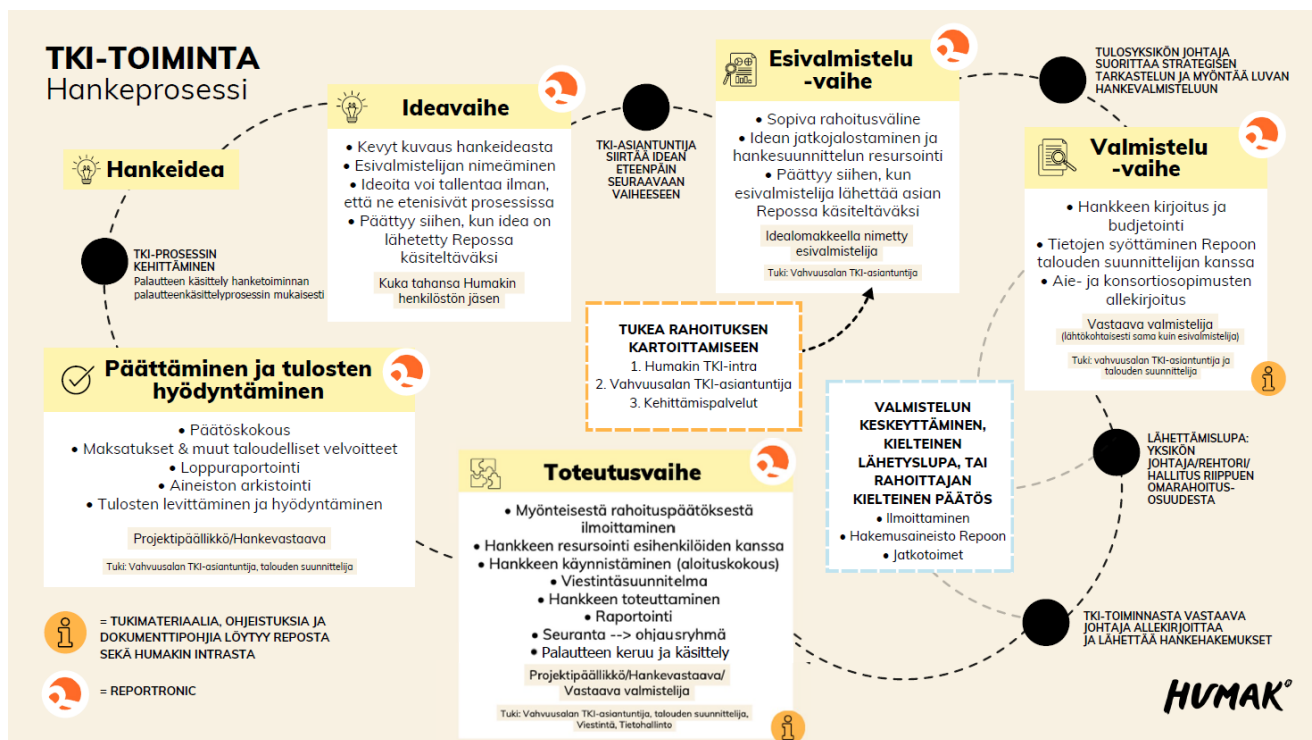 TKI-TOIMINTA
Hankeprosessi
Hankeidea
Ideavaihe
• Kevyt kuvaus hankeideasta
• Esivalmistelijan nimeäminen
• Ideoita voi tallentaa ilman,
että ne etenisivät prosessissa
• Päättyy siihen, kun idea on
lähetetty Repossa
käsiteltäväksi
Kuka tahansa Humakin
henkilöstön jäsen
TKI-ASIANTUNTIJA
SIIRTÄÄ IDEAN
ETEENPÄIN
SEURAAVAAN
VAIHEESEEN
Esivalmistelu
-vaihe
• Sopiva rahoitusväline
• Idean jatkojalostaminen ja
hankesuunnittelun resursointi
• Päättyy siihen, kun
esivalmistelija lähettää asian
Repossa käsiteltäväksi
Idealomakkeella nimetty
esivalmistelija
Tuki: Vahvuusalan TKI-asiantuntija
TULOSYKSIKÖN JOHTAJA
SUORITTAA STRATEGISEN
TARKASTELUN JA MYÖNTÄÄ LUVAN
HANKEVALMISTELUUN
Valmistelu
-vaihe
• Hankkeen kirjoitus ja
budjetointi
• Tietojen syöttäminen Repoon
talouden suunnittelijan kanssa
• Aie- ja konsortiosopimusten
allekirjoitus
Vastaava valmistelija
(lähtökohtaisesti sama kuin esivalmistelija)
Tuki: vahvuusalan TKI-asiantuntija ja
talouden suunnittelija
TKI-PROSESSIN
KEHITTÄMINEN
Palautteen käsittely hanketoiminnan
palautteenkäsittelyprosessin mukaisesti
TUKEA RAHOITUKSEN
KARTOITTAMISEEN
1. Humakin TKI-intra
2. Vahvuusalan TKI-asiantuntija
3. Kehittämispalvelut
VALMISTELUN
KESKEYTTÄMINEN,
KIELTEINEN
LÄHETYSLUPA, TAI
RAHOITTAJAN
KIELTEINEN PÄÄTÖS
• Ilmoittaminen
• Hakemusaineisto Repoon
• Jatkotoimet
LÄHETTÄMISLUPA:
YKSIKÖN
JOHTAJA/REHTORI/
HALLITUS RIIPPUEN
OMARAHOITUS-
OSUUDESTA
TKI-TOIMINNASTA VASTAAVA
JOHTAJA ALLEKIRJOITTAA
JA LÄHETTÄÄ HANKEHAKEMUKSET
Toteutusvaihe
• Myönteisestä rahoituspäätöksestä
ilmoittaminen
• Hankkeen resursointi esihenkilöiden kanssa
• Hankkeen käynnistäminen (aloituskokous)
• Viestintäsuunnitelma
• Hankkeen toteuttaminen
• Raportointi
• Seuranta --> ohjausryhmä
• Palautteen keruu ja käsittely
Projektipäällikkö/Hankevastaava/
Vastaava valmistelija
Tuki: Vahvuusalan TKI-asiantuntija, talouden suunnittelija,
Viestintä, Tietohallinto
Päättäminen ja tulosten
hyödyntäminen
• Päätöskokous
• Maksatukset & muut taloudelliset velvoitteet
• Loppuraportointi
• Aineiston arkistointi
• Tulosten levittäminen ja hyödyntäminen
Projektipäällikkö/Hankevastaava
Tuki: Vahvuusalan TKI-asiantuntija, talouden suunnittelija
= TUKIMATERIAALIA, OHJEISTUKSIA JA
DOKUMENTTIPOHJIA LÖYTYY REPOSTA
SEKÄ HUMAKIN INTRASTA
= REPORTRONIC
HUMAK